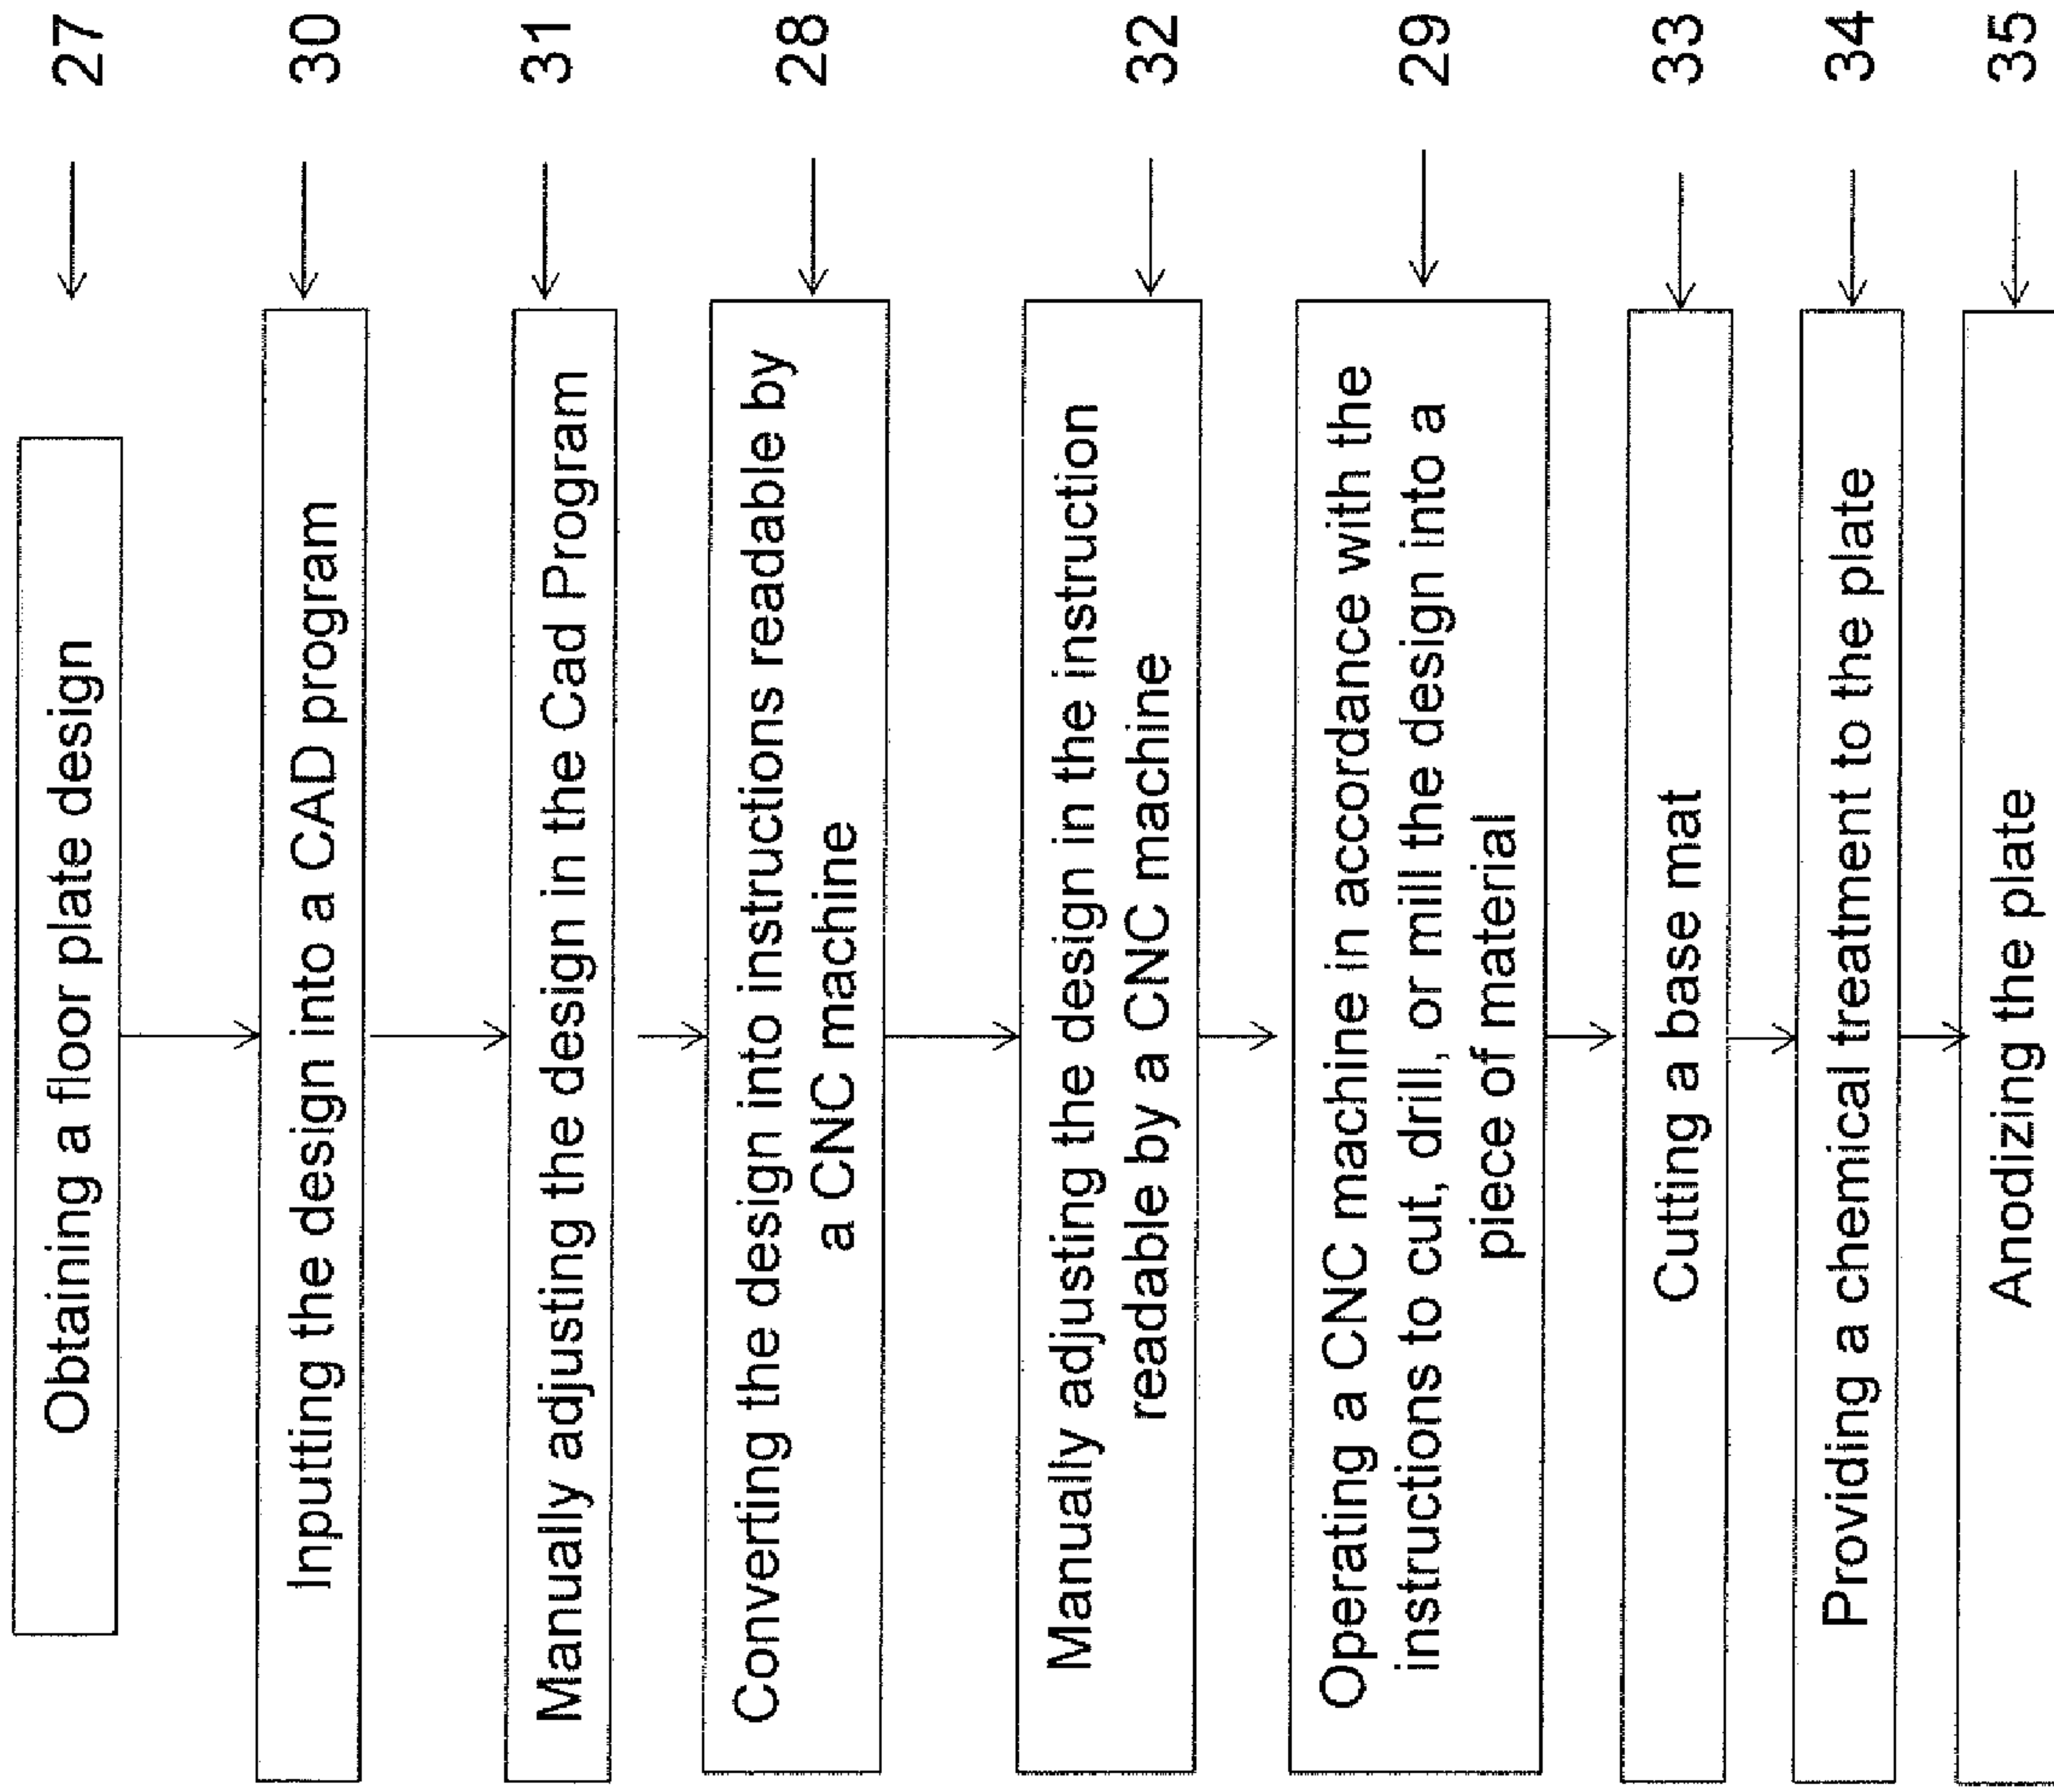 Obtaining a floor plate design
27
Inputting the design into a CAD program
30
Manually adjusting the design in the Cad Program
31
Converting the design into instructions readable by
a CNC machine
28
Manually adjusting the design in the instruction
readable by a CNC machine
32
Operating a CNC machine in accordance with the
instructions to cut, drill, or mill the design into a
piece of material
29
Cutting a base mat
33
Providing a chemical treatment to the plate
34
Anodizing the plate
35